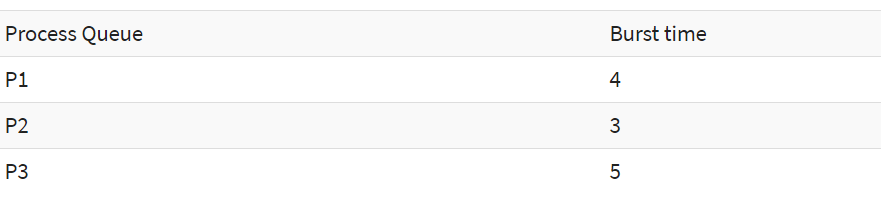 Process Queue Burst time
P1 4
P2 3
P3 5